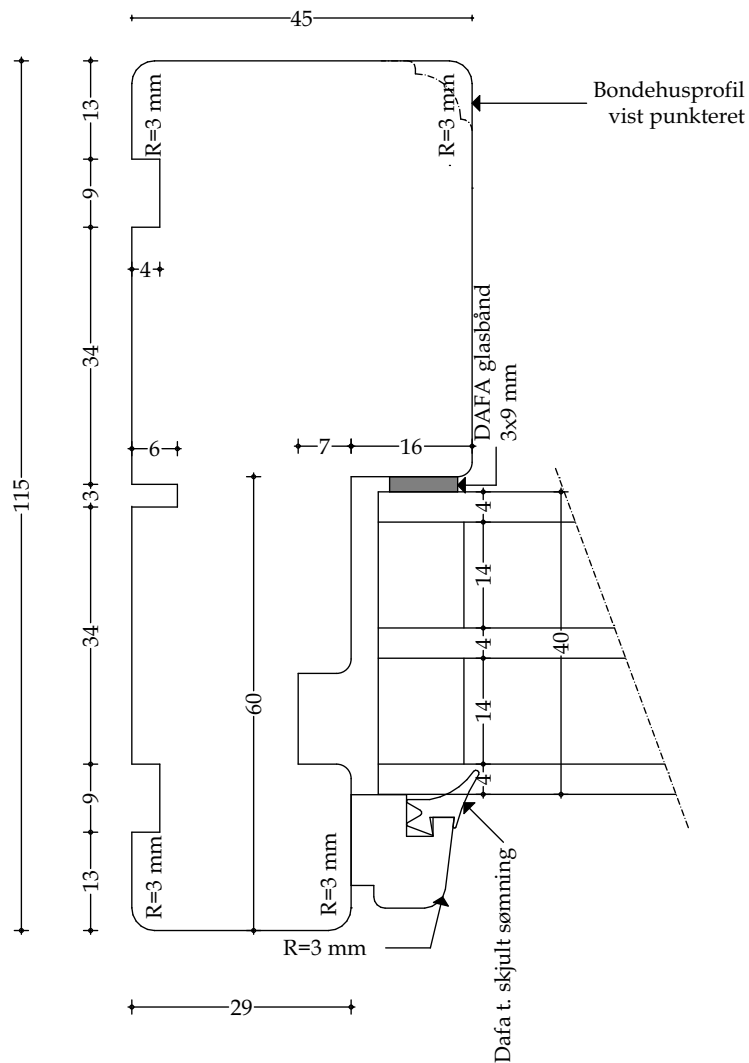 45
R=3 mm
R=3 mm
Bondehusprofil
vist punkteret
13
9
4
34
DAFA glasbånd
3x9 mm
6
7
16
115
3
4
14
34
4
40
60
14
4
9
13
R=3 mm
R=3 mm
R=3 mm
Dafa t. skjult sømning
29